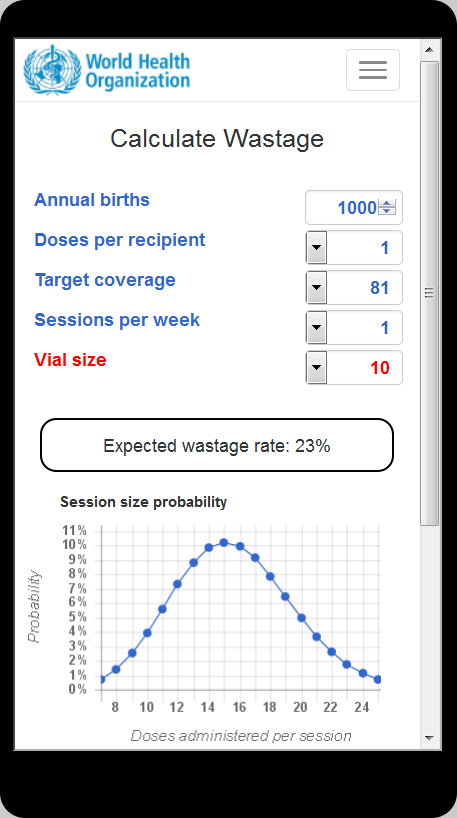 World Health
Organization
Calculate Wastage
Annual births 1000
Doses per recipient 1
Target coverage 81
Sessions per week 1
Vial size 10
Expected wastage rate: 23%
Session size probability
11%
10%
9%
8%
7%
6%
5%
4%
3%
2%
1%
0%
Probability
8 10 12 14 16 18 20 22 24
Doses administered per session